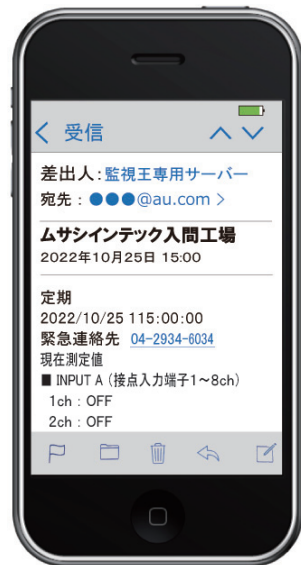 受信
差出人：監視王専用サーバー
宛先：●●●@au.com >
ムサシインテック入間工場
2022年10月25日 15:00
定期
2022/10/25 115:00:00
緊急連絡先 04-2934-6034
現在測定値
■ INPUT A（接点入力端子1～8ch）
1ch：OFF
2ch：OFF